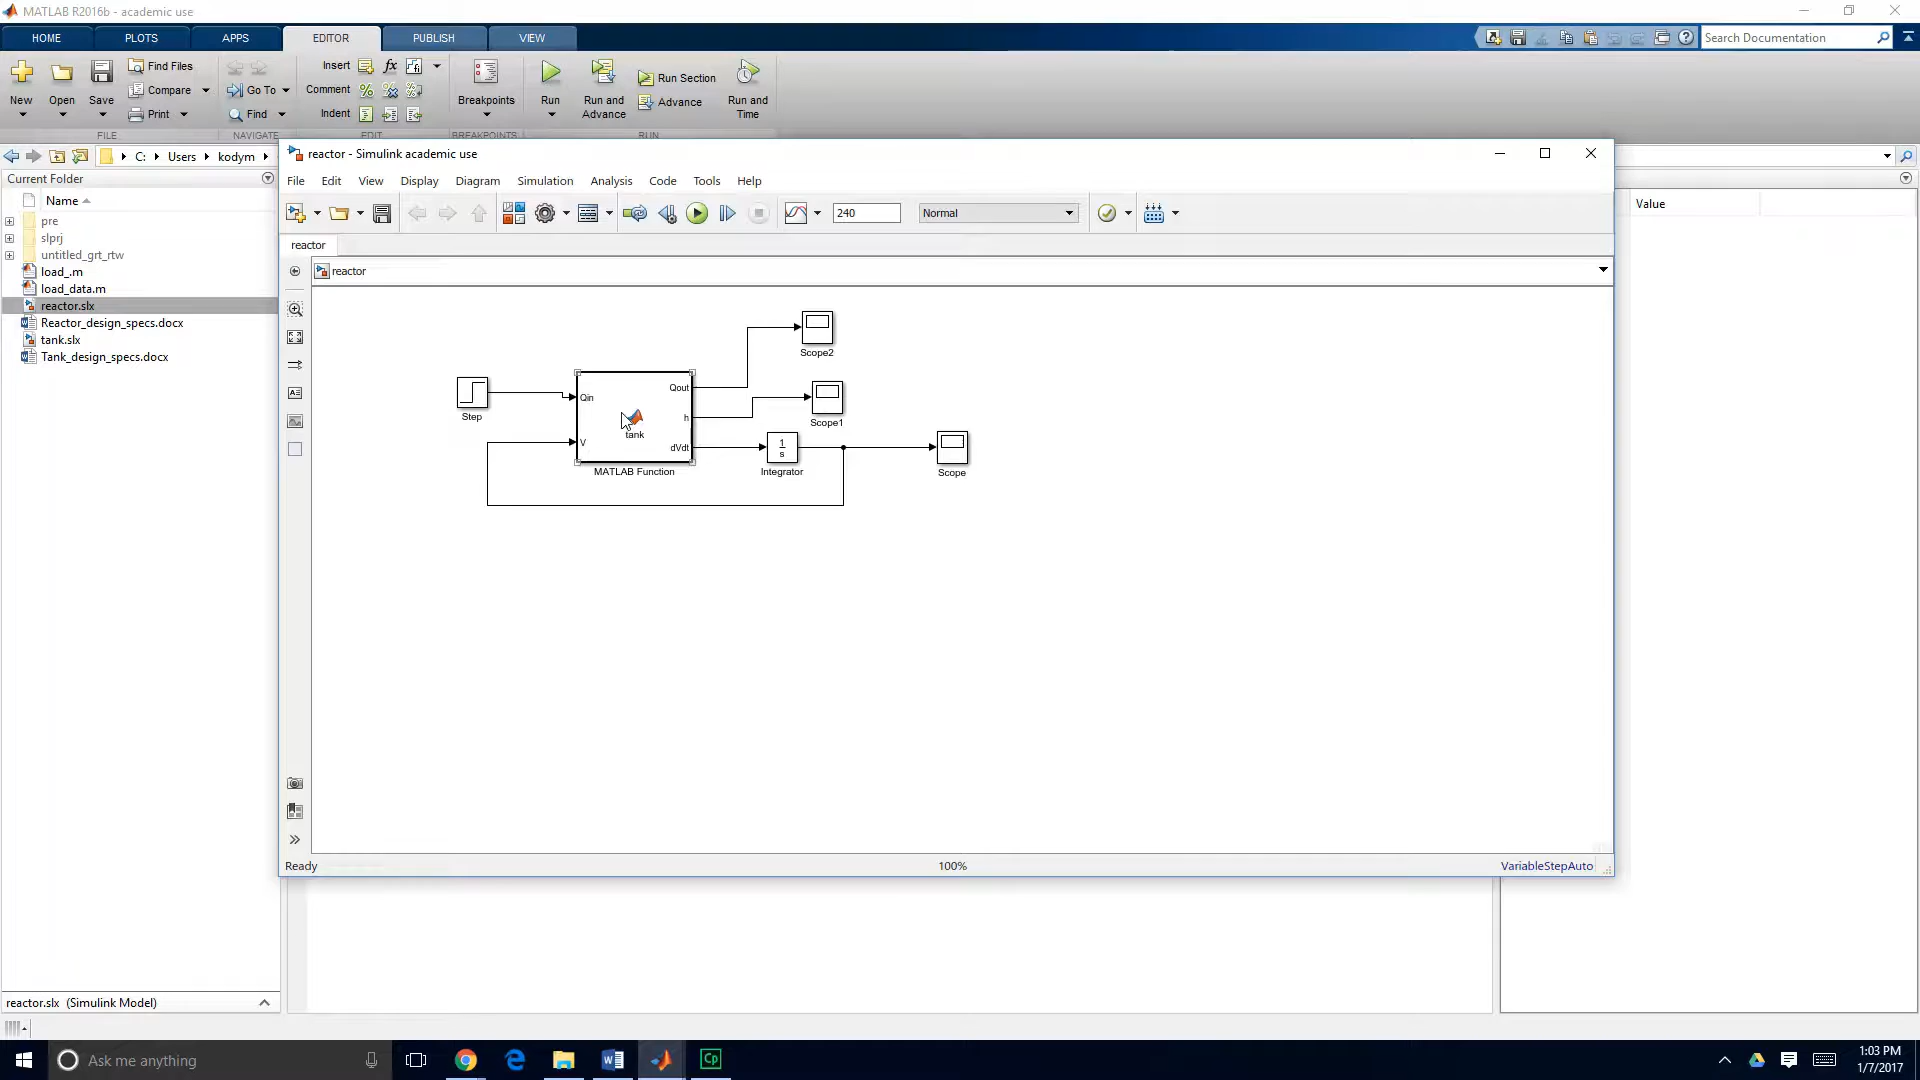 MATLAB R2016b - academic use
HOME PLOTS APPS EDITOR PUBLISH VIEW
Search Documentation
New Open Save
Find Files
Compare
Print
Go To
Find
Insert
Comment
Indent
fx
Breakpoints
Run
Run and Advance
Run Section
Advance
Run and Time
FILE NAVIGATE EDIT BREAKPOINTS RUN
C: Users kodym
Current Folder
Name
pre
slprj
untitled_grt_rtw
load_.m
load_data.m
reactor.slx
Reactor_design_specs.docx
tank.slx
Tank_design_specs.docx
reactor.slx (Simulink Model)
Value
reactor - Simulink academic use
File Edit View Display Diagram Simulation Analysis Code Tools Help
240
Normal
reactor
reactor
Scope2
Step
Qin
V
tank
Qout
h
dVdt
MATLAB Function
Scope1
1
s
Integrator
Scope
Ready
100%
VariableStepAuto
Ask me anything
Cp
1:03 PM
1/7/2017